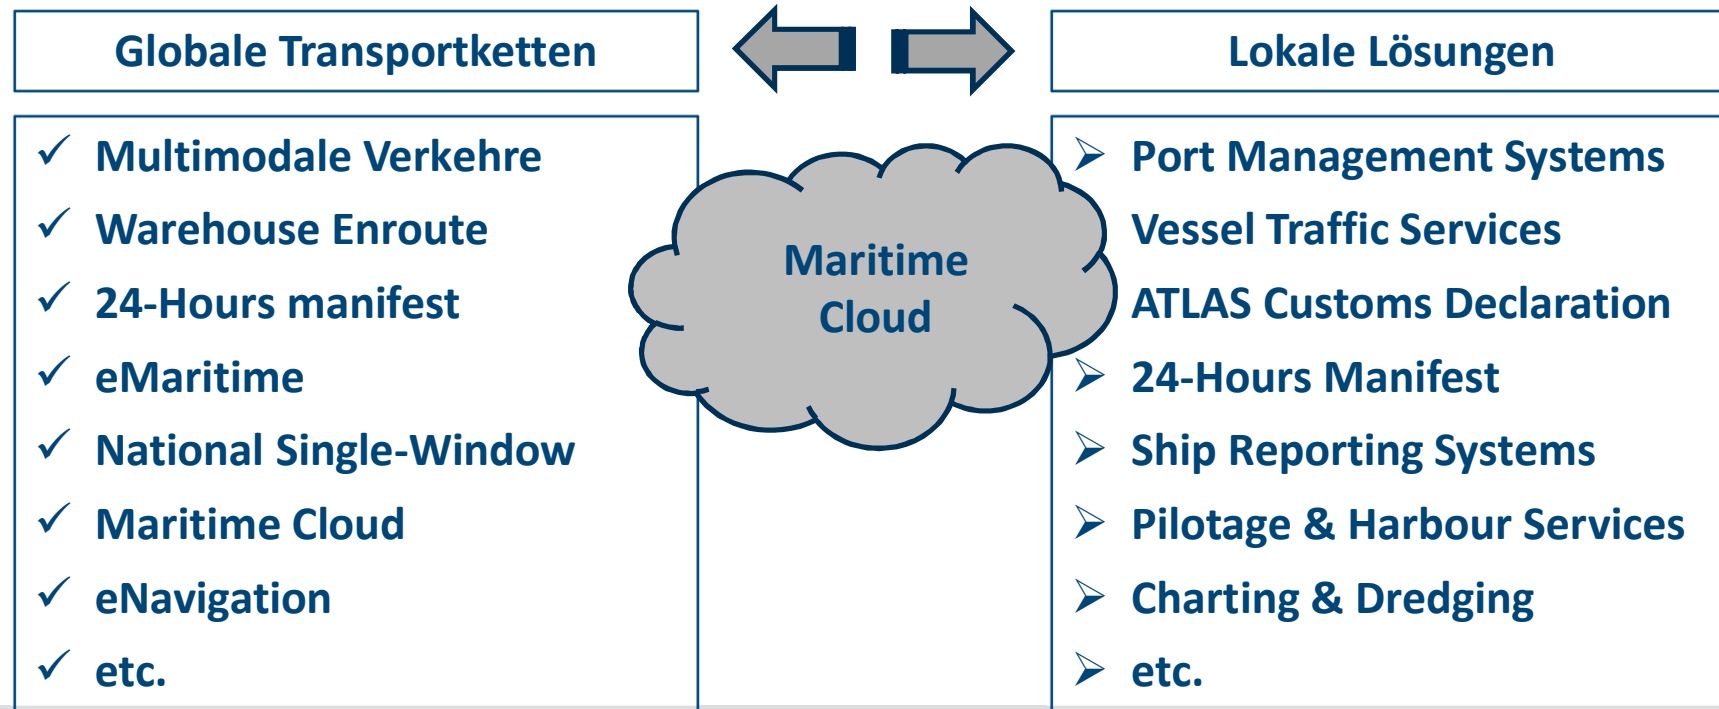 Globale Transportketten
Lokale Lösungen
✓ Multimodale Verkehre
✓ Warehouse Enroute
✓ 24-Hours manifest
✓ eMaritime
✓ National Single-Window
✓ Maritime Cloud
✓ eNavigation
✓ etc.
Maritime
Cloud
➢ Port Management Systems
Vessel Traffic Services
ATLAS Customs Declaration
➢ 24-Hours Manifest
➢ Ship Reporting Systems
➢ Pilotage & Harbour Services
➢ Charting & Dredging
➢ etc.